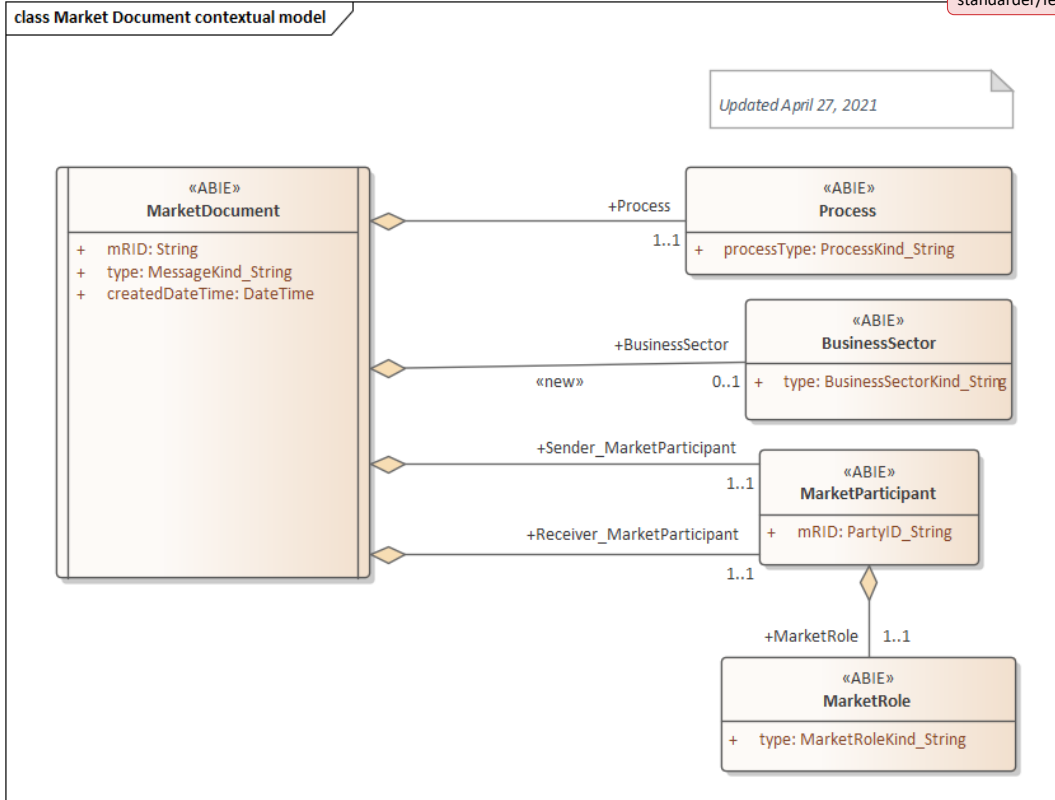 class Market Document contextual model
Updated April 27, 2021
«ABIE»
MarketDocument
+ mRID: String
+ type: MessageKind_String
+ createdDateTime: DateTime
+Process
1..1
«ABIE»
Process
+ processType: ProcessKind_String
+BusinessSector
«new»
0..1
«ABIE»
BusinessSector
+ type: BusinessSectorKind_String
+Sender_MarketParticipant
1..1
+Receiver_MarketParticipant
1..1
«ABIE»
MarketParticipant
+ mRID: PartyID_String
+MarketRole 1..1
«ABIE»
MarketRole
+ type: MarketRoleKind_String